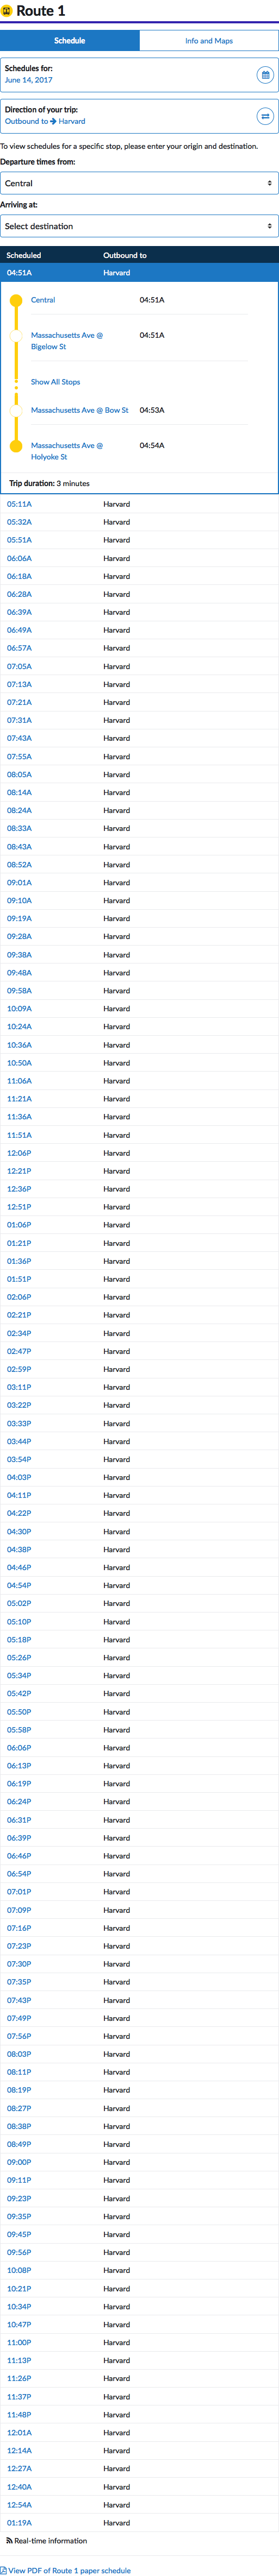 Route 1
Schedule Info and Maps
Schedules for:
June 14, 2017
Direction of your trip:
Outbound to → Harvard
To view schedules for a specific stop, please enter your origin and destination.
Departure times from:
Central
Arriving at:
Select destination
Scheduled Outbound to
04:51A Harvard
Central 04:51A
Massachusetts Ave @ 04:51A
Bigelow St
Show All Stops
Massachusetts Ave @ Bow St 04:53A
Massachusetts Ave @ 04:54A
Holyoke St
Trip duration: 3 minutes
05:11A Harvard
05:32A Harvard
05:51A Harvard
06:06A Harvard
06:18A Harvard
06:28A Harvard
06:39A Harvard
06:49A Harvard
06:57A Harvard
07:05A Harvard
07:13A Harvard
07:21A Harvard
07:31A Harvard
07:43A Harvard
07:55A Harvard
08:05A Harvard
08:14A Harvard
08:24A Harvard
08:33A Harvard
08:43A Harvard
08:52A Harvard
09:01A Harvard
09:10A Harvard
09:19A Harvard
09:28A Harvard
09:38A Harvard
09:48A Harvard
09:58A Harvard
10:09A Harvard
10:24A Harvard
10:36A Harvard
10:50A Harvard
11:06A Harvard
11:21A Harvard
11:36A Harvard
11:51A Harvard
12:06P Harvard
12:21P Harvard
12:36P Harvard
12:51P Harvard
01:06P Harvard
01:21P Harvard
01:36P Harvard
01:51P Harvard
02:06P Harvard
02:21P Harvard
02:34P Harvard
02:47P Harvard
02:59P Harvard
03:11P Harvard
03:22P Harvard
03:33P Harvard
03:44P Harvard
03:54P Harvard
04:03P Harvard
04:11P Harvard
04:22P Harvard
04:30P Harvard
04:38P Harvard
04:46P Harvard
04:54P Harvard
05:02P Harvard
05:10P Harvard
05:18P Harvard
05:26P Harvard
05:34P Harvard
05:42P Harvard
05:50P Harvard
05:58P Harvard
06:06P Harvard
06:13P Harvard
06:19P Harvard
06:24P Harvard
06:31P Harvard
06:39P Harvard
06:46P Harvard
06:54P Harvard
07:01P Harvard
07:09P Harvard
07:16P Harvard
07:23P Harvard
07:30P Harvard
07:35P Harvard
07:43P Harvard
07:49P Harvard
07:56P Harvard
08:03P Harvard
08:11P Harvard
08:19P Harvard
08:27P Harvard
08:38P Harvard
08:49P Harvard
09:00P Harvard
09:11P Harvard
09:23P Harvard
09:35P Harvard
09:45P Harvard
09:56P Harvard
10:08P Harvard
10:21P Harvard
10:34P Harvard
10:47P Harvard
11:00P Harvard
11:13P Harvard
11:26P Harvard
11:37P Harvard
11:48P Harvard
12:01A Harvard
12:14A Harvard
12:27A Harvard
12:40A Harvard
12:54A Harvard
01:19A Harvard
Real-time information
View PDF of Route 1 paper schedule